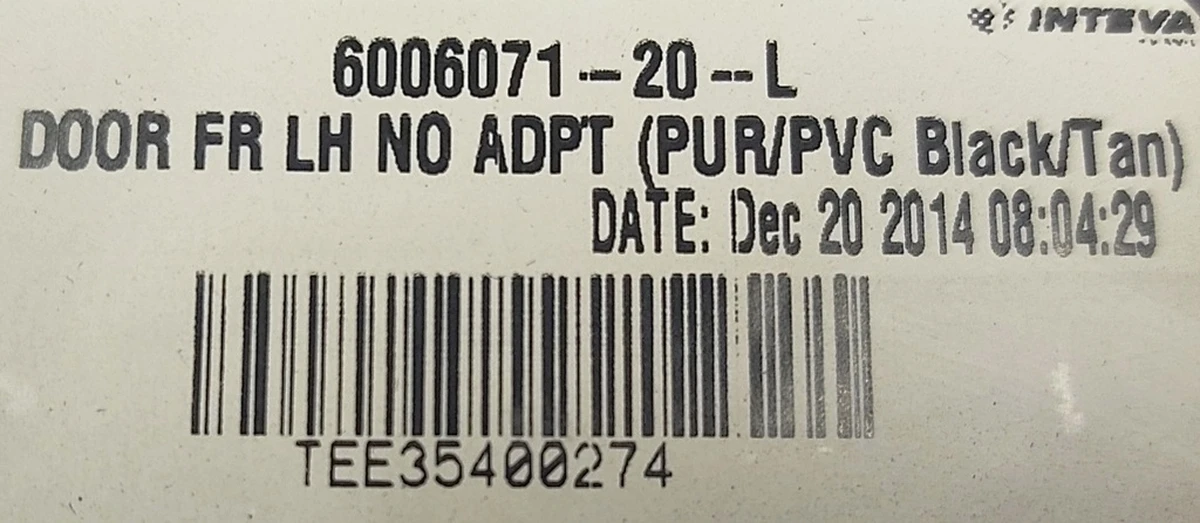 INTEVA
6006071-20--L
DOOR FR LH NO ADPT (PUR/PVC Black/Tan)
DATE: Dec 20 2014 08:04:29
TEE35400274